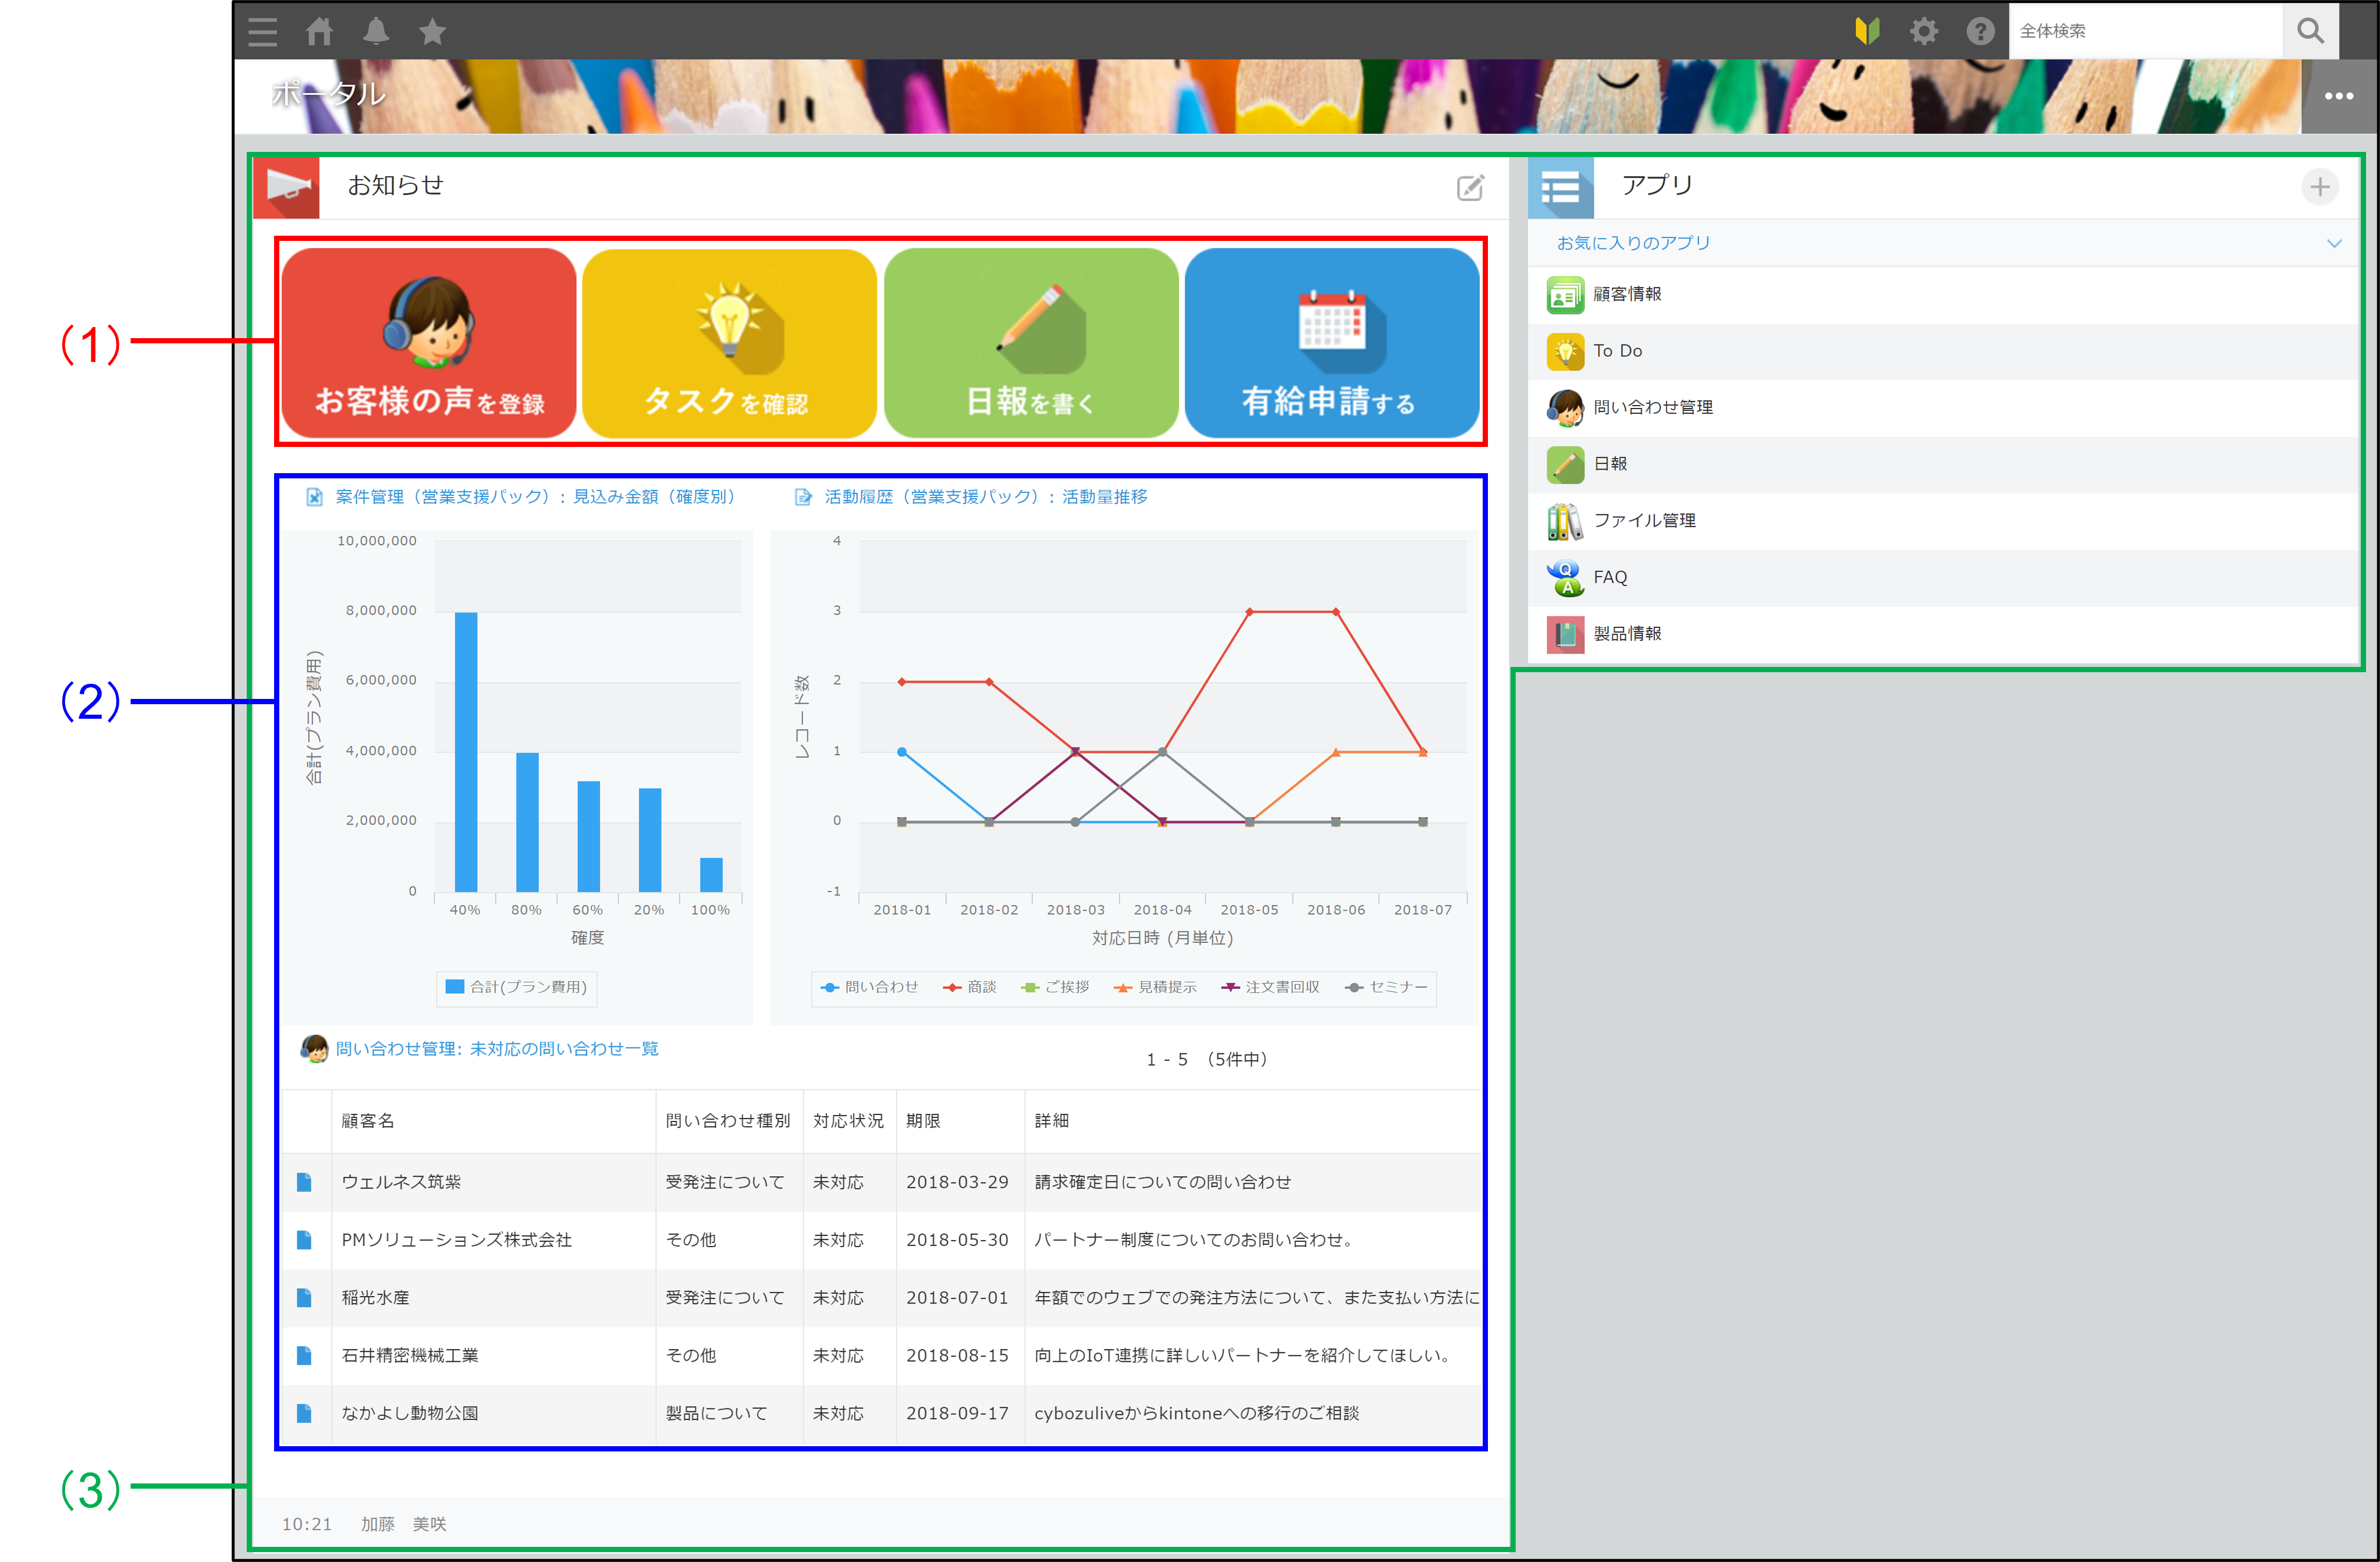 全体検索
ポータル
お知らせ
アプリ
お気に入りのアプリ
(1)
お客様の声を登録
タスクを確認
日報を書く
有給申請する
顧客情報
To Do
問い合わせ管理
日報
ファイル管理
FAQ
製品情報
(2)
案件管理（営業支援パック）: 見込み金額（確度別）
10,000,000
8,000,000
6,000,000
4,000,000
2,000,000
0
合計(プラン費用)
40% 80% 60% 20% 100%
確度
合計(プラン費用)
活動履歴（営業支援パック）: 活動量推移
4
3
2
1
0
-1
レコード数
2018-01 2018-02 2018-03 2018-04 2018-05 2018-06 2018-07
対応日時 (月単位)
問い合わせ 商談 ご挨拶 見積提示 注文書回収 セミナー
問い合わせ管理: 未対応の問い合わせ一覧
1 - 5 （5件中）
顧客名 問い合わせ種別 対応状況 期限 詳細
ウェルネス筑紫 受発注について 未対応 2018-03-29 請求確定日についての問い合わせ
PMソリューションズ株式会社 その他 未対応 2018-05-30 パートナー制度についてのお問い合わせ。
稲光水産 受発注について 未対応 2018-07-01 年額でのウェブでの発注方法について、また支払い方法に
石井精密機械工業 その他 未対応 2018-08-15 向上のIoT連携に詳しいパートナーを紹介してほしい。
なかよし動物公園 製品について 未対応 2018-09-17 cybozuliveからkintoneへの移行のご相談
(3)
10:21 加藤 美咲